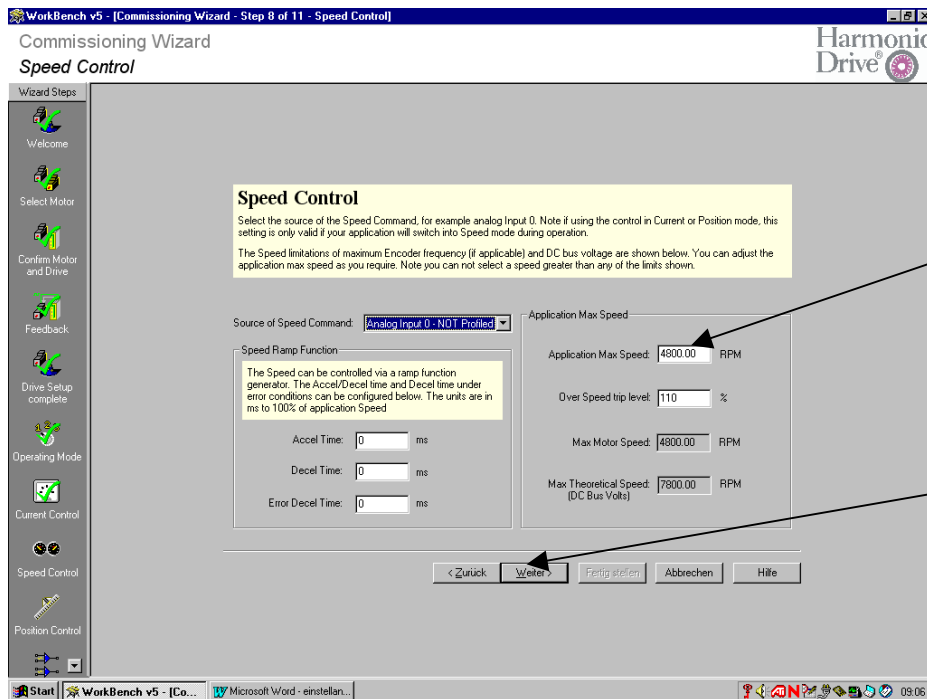 WorkBench v5 - [Commissioning Wizard - Step 8 of 11 - Speed Control]
Commissioning Wizard
Speed Control
Harmonic
Drive®
Wizard Steps
Welcome
Select Motor
Confirm Motor
and Drive
Feedback
Drive Setup
complete
Operating Mode
Current Control
Speed Control
Position Control
Speed Control
Select the source of the Speed Command, for example analog Input 0. Note if using the control in Current or Position mode, this
setting is only valid if your application will switch into Speed mode during operation.
The Speed limitations of maximum Encoder frequency (if applicable) and DC bus voltage are shown below. You can adjust the
application max speed as you require. Note you can not select a speed greater than any of the limits shown.
Source of Speed Command: Analog Input 0 - NOT Profiled
Speed Ramp Function
The Speed can be controlled via a ramp function
generator. The Accel/Decel time and Decel time under
error conditions can be configured below. The units are in
ms to 100% of application Speed
Accel Time: 0 ms
Decel Time: 0 ms
Error Decel Time: 0 ms
Application Max Speed
Application Max Speed: 4800.00 RPM
Over Speed trip level: 110 %
Max Motor Speed: 4800.00 RPM
Max Theoretical Speed: 7800.00 RPM
(DC Bus Volts)
< Zurück Weiter > Fertig stellen Abbrechen Hilfe
Start WorkBench v5 - [Co... Microsoft Word - einstellan... 09:06